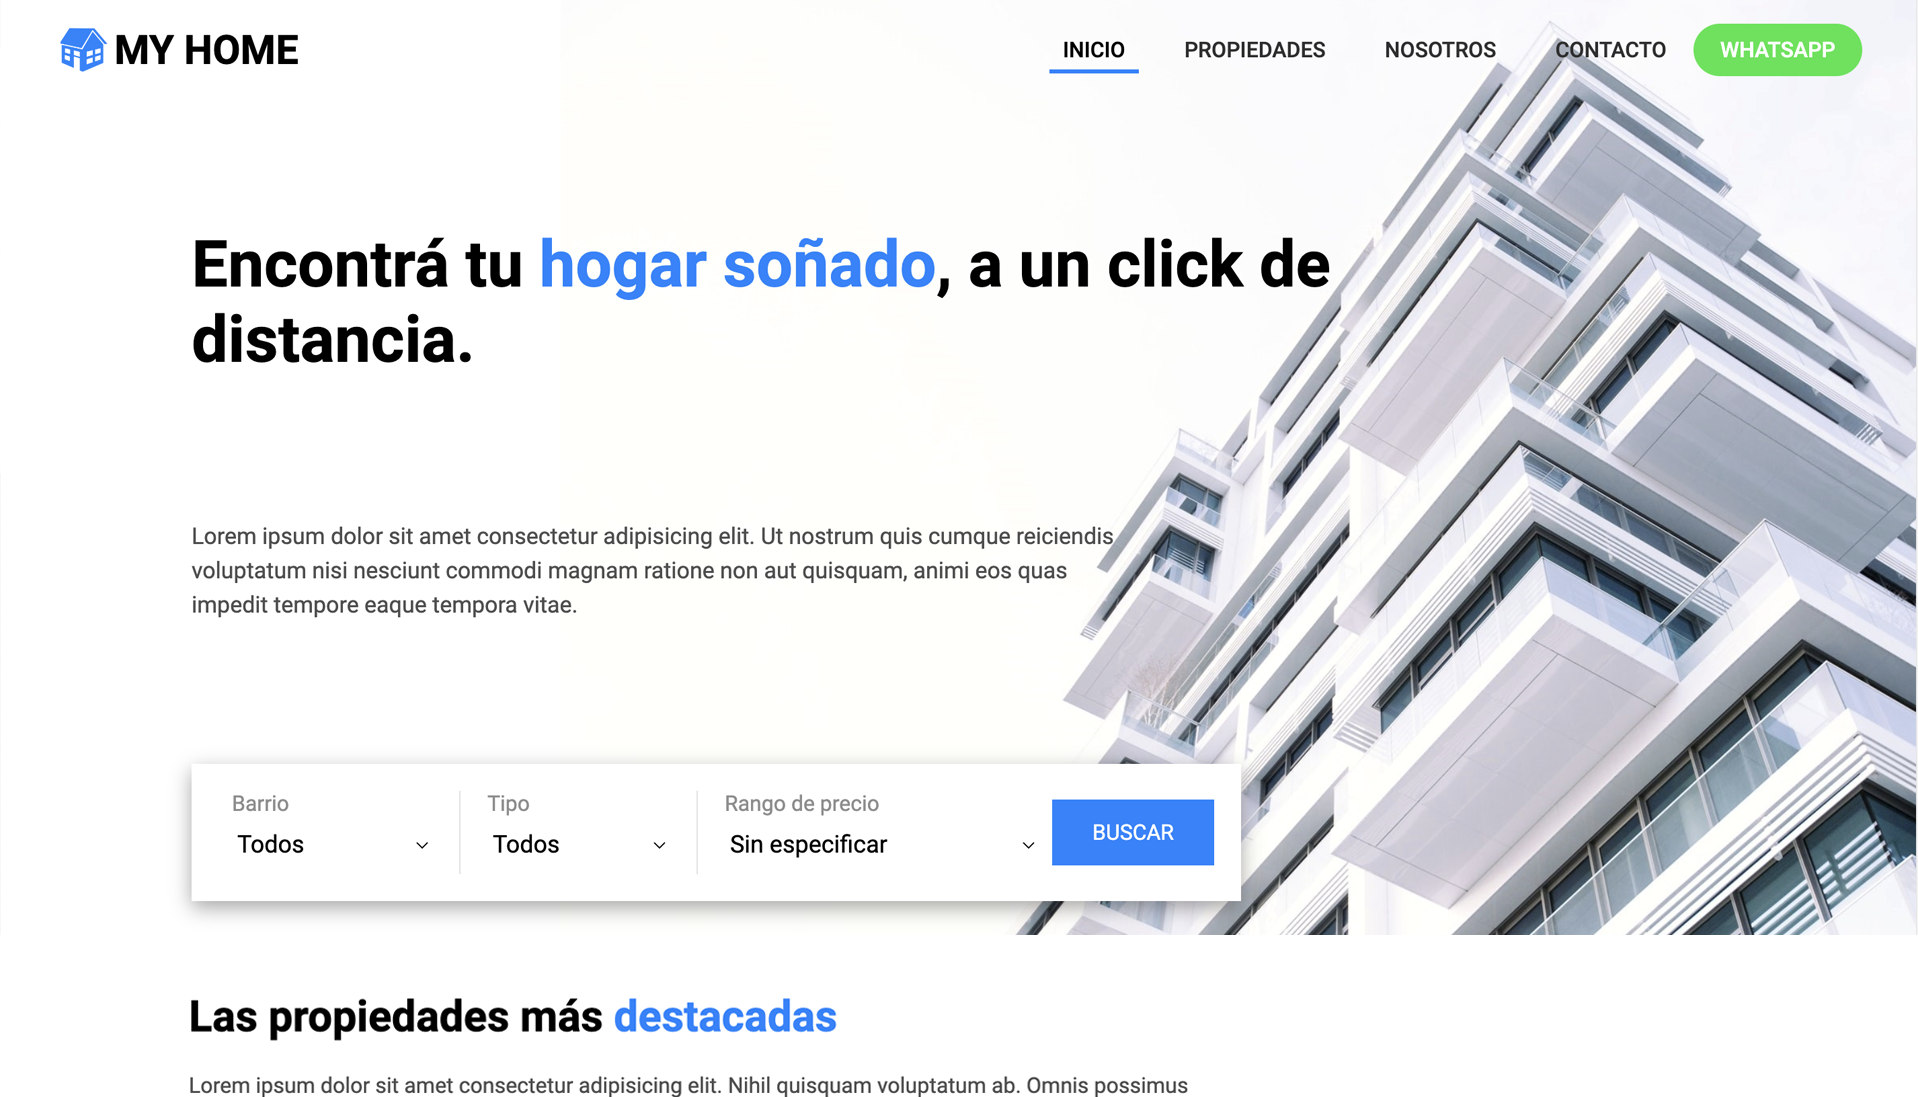 MY HOME
INICIO PROPIEDADES NOSOTROS CONTACTO WHATSAPP
Encontrá tu hogar soñado, a un click de
distancia.
Lorem ipsum dolor sit amet consectetur adipisicing elit. Ut nostrum quis cumque reiciendis
voluptatum nisi nesciunt commodi magnam ratione non aut quisquam, animi eos quas
impedit tempore eaque tempora vitae.
Barrio Tipo Rango de precio
Todos Todos Sin especificar BUSCAR
Las propiedades más destacadas
Lorem ipsum dolor sit amet consectetur adipisicing elit. Nihil quisquam voluptatum ab. Omnis possimus